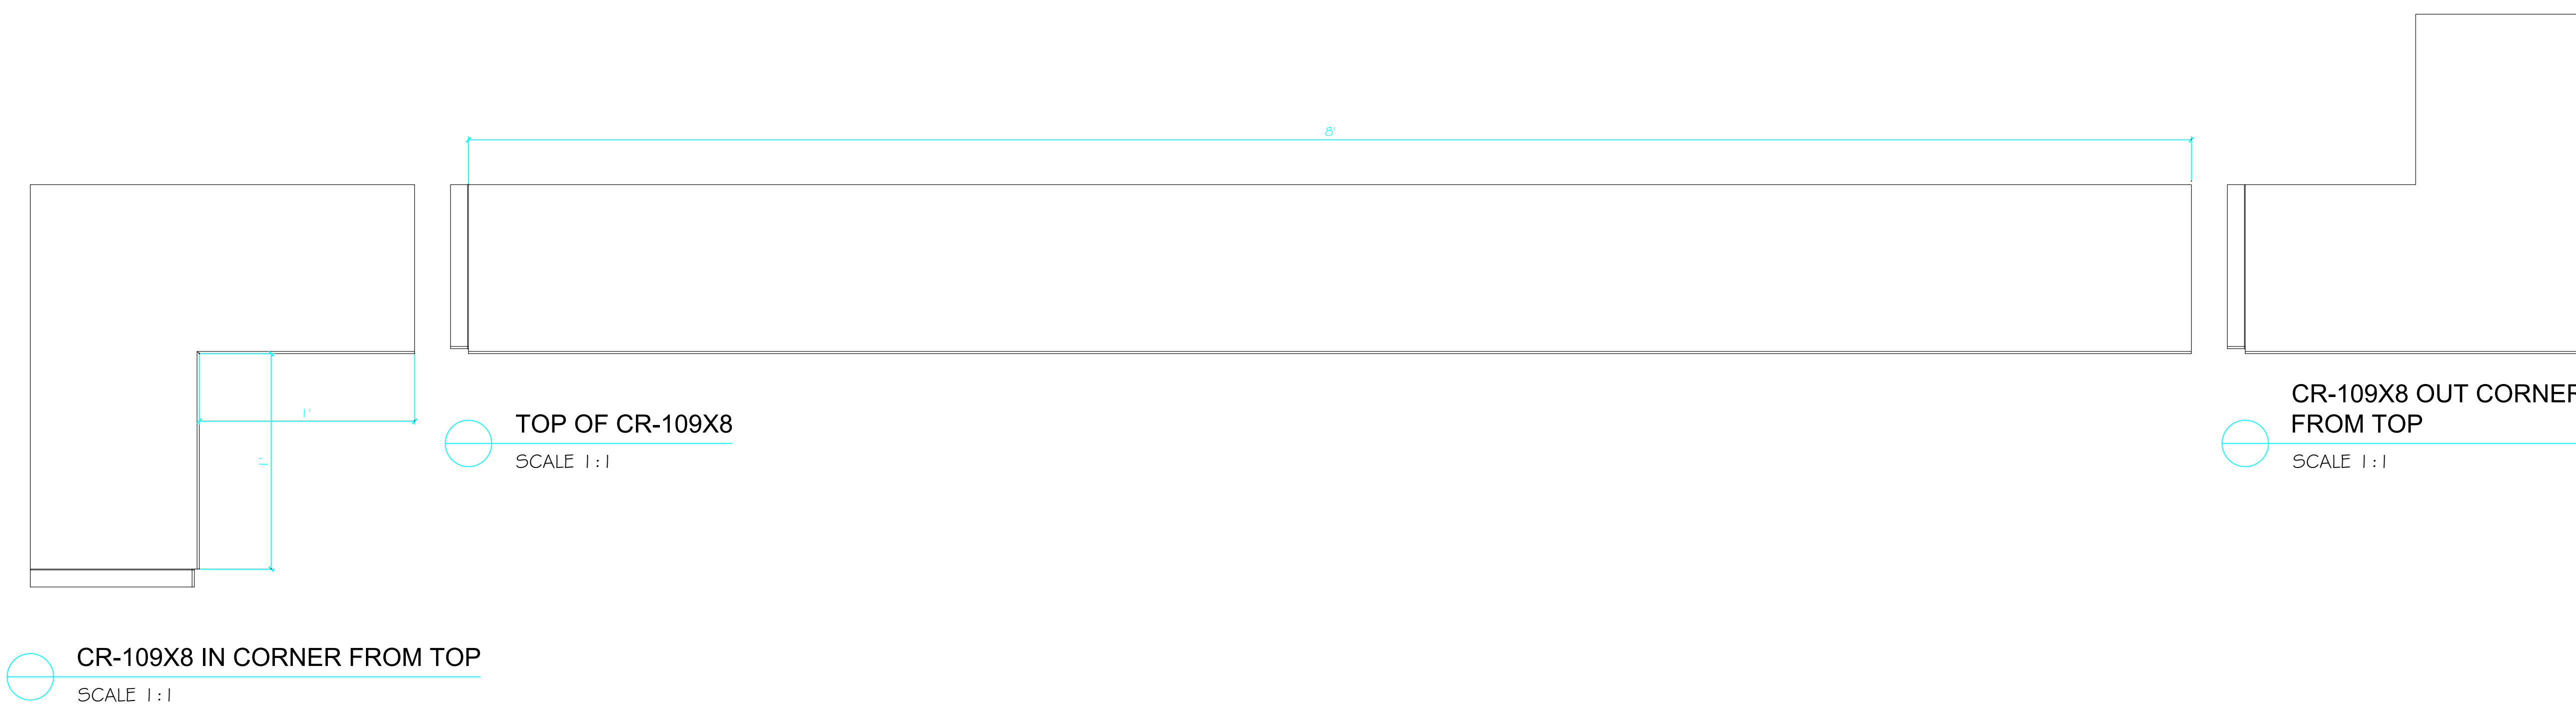 8'
1'
1'
TOP OF CR-109X8
SCALE 1:1
CR-109X8 OUT CORNER
FROM TOP
SCALE 1:1
CR-109X8 IN CORNER FROM TOP
SCALE 1:1